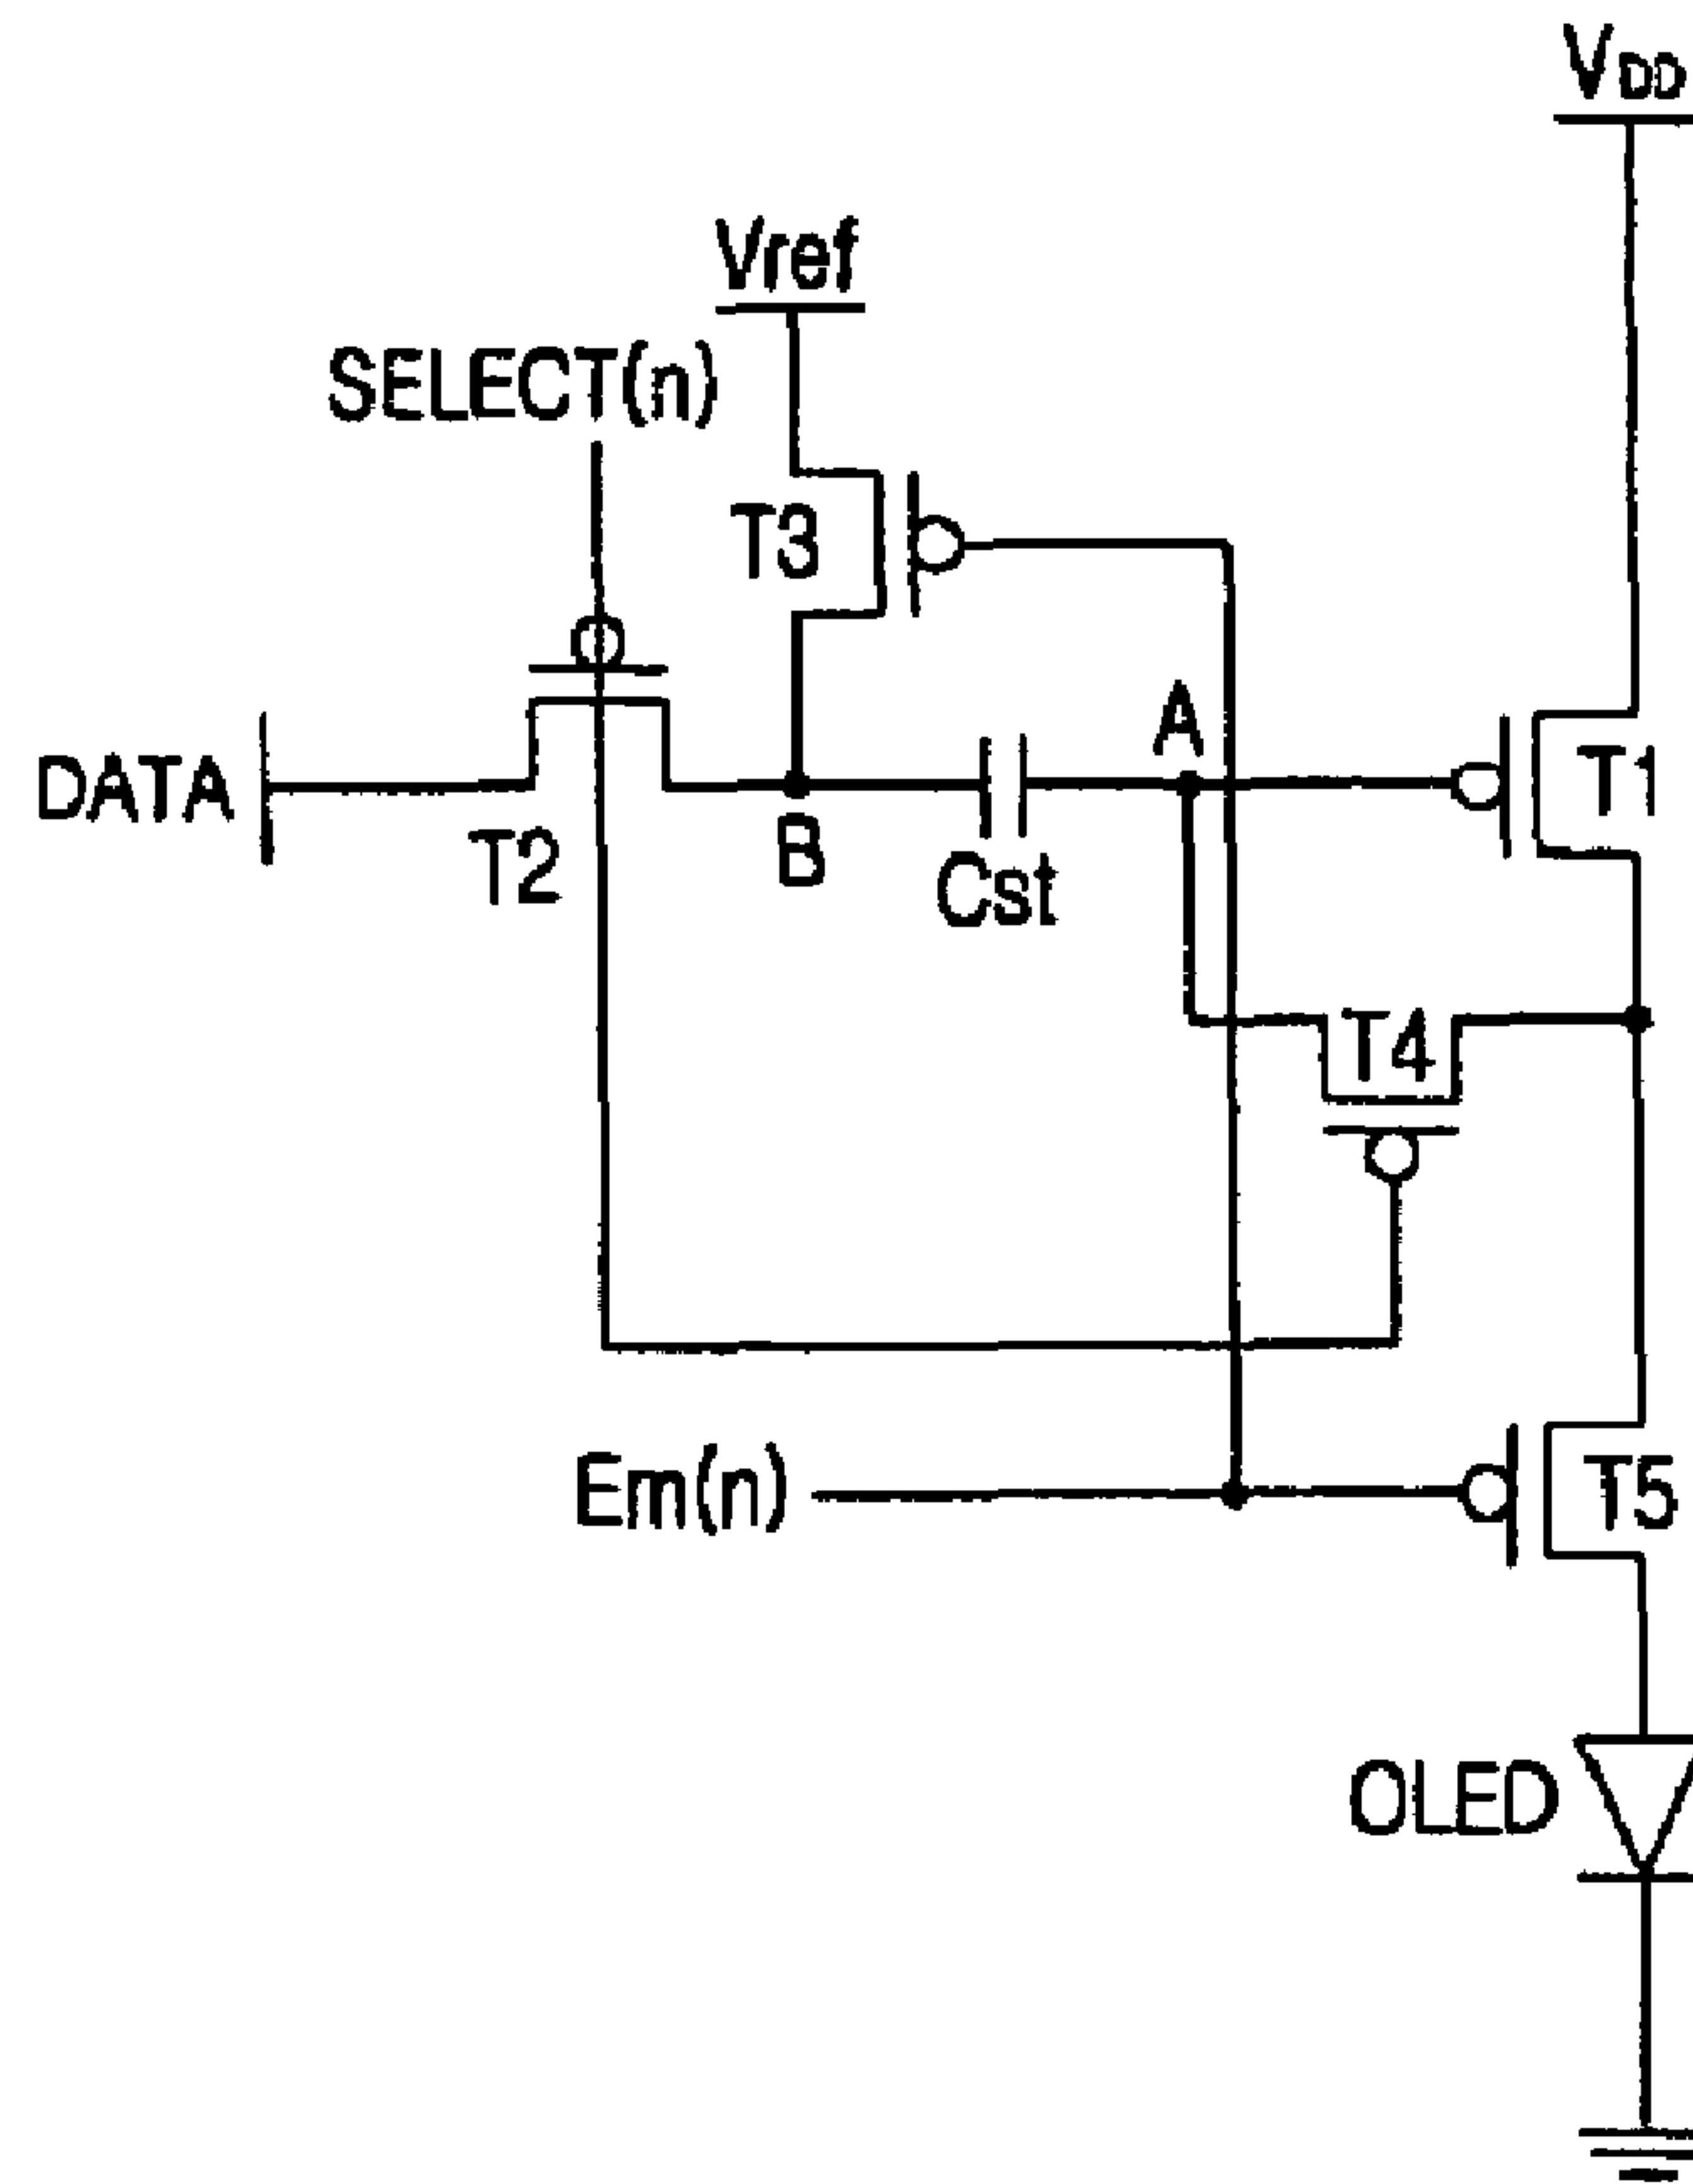 VDD
Vref
SELECT(n)
T3
A
T1
DATA
T2
B
Cst
T4
Em(n)
T5
OLED